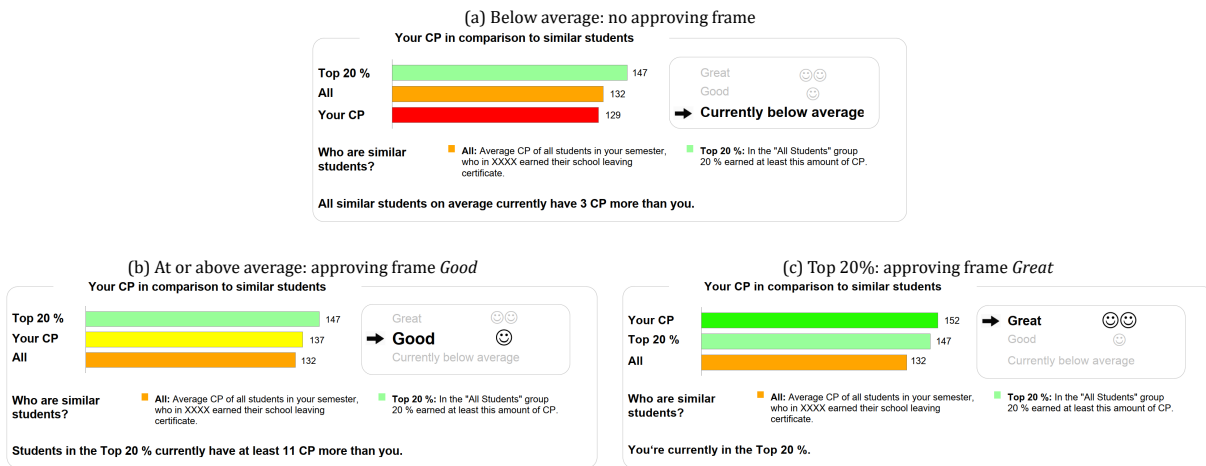 (a) Below average: no approving frame
Your CP in comparison to similar students
Top 20 % 147
All 132
Your CP 129
Great
Good
Currently below average
Who are similar students?
All: Average CP of all students in your semester,
who in XXXX earned their school leaving
certificate.
Top 20 %: In the "All Students" group
20 % earned at least this amount of CP.
All similar students on average currently have 3 CP more than you.
(b) At or above average: approving frame Good
Your CP in comparison to similar students
Top 20 % 147
Your CP 137
All 132
Great
Good
Currently below average
Who are similar students?
All: Average CP of all students in your semester,
who in XXXX earned their school leaving
certificate.
Top 20 %: In the "All Students" group
20 % earned at least this amount of CP.
Students in the Top 20 % currently have at least 11 CP more than you.
(c) Top 20%: approving frame Great
Your CP in comparison to similar students
Your CP 152
Top 20 % 147
All 132
Great
Good
Currently below average
Who are similar students?
All: Average CP of all students in your semester,
who in XXXX earned their school leaving
certificate.
Top 20 %: In the "All Students" group
20 % earned at least this amount of CP.
You're currently in the Top 20 %.